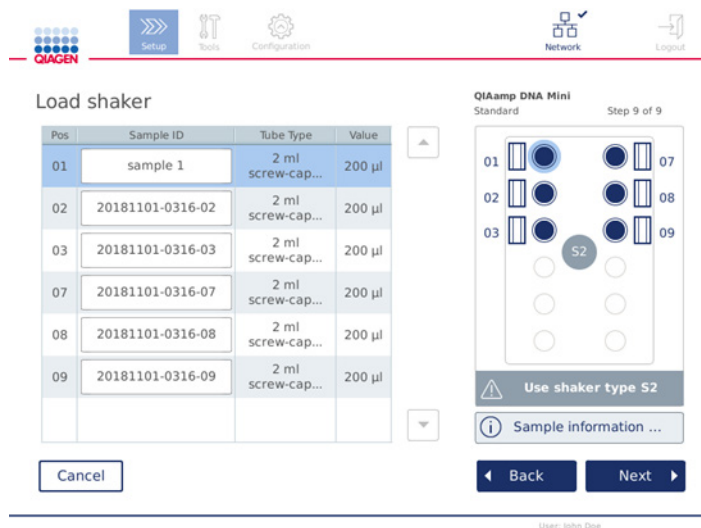 QIAGEN
Setup
Tools
Configuration
Network
Logout
Load shaker
QIAamp DNA Mini
Standard Step 9 of 9
Pos Sample ID Tube Type Value
01 sample 1 2 ml screw-cap... 200 µl
02 20181101-0316-02 2 ml screw-cap... 200 µl
03 20181101-0316-03 2 ml screw-cap... 200 µl
07 20181101-0316-07 2 ml screw-cap... 200 µl
08 20181101-0316-08 2 ml screw-cap... 200 µl
09 20181101-0316-09 2 ml screw-cap... 200 µl
01 07
02 08
03 09
S2
Use shaker type S2
Sample information ...
Cancel
Back
Next
User: John Doe